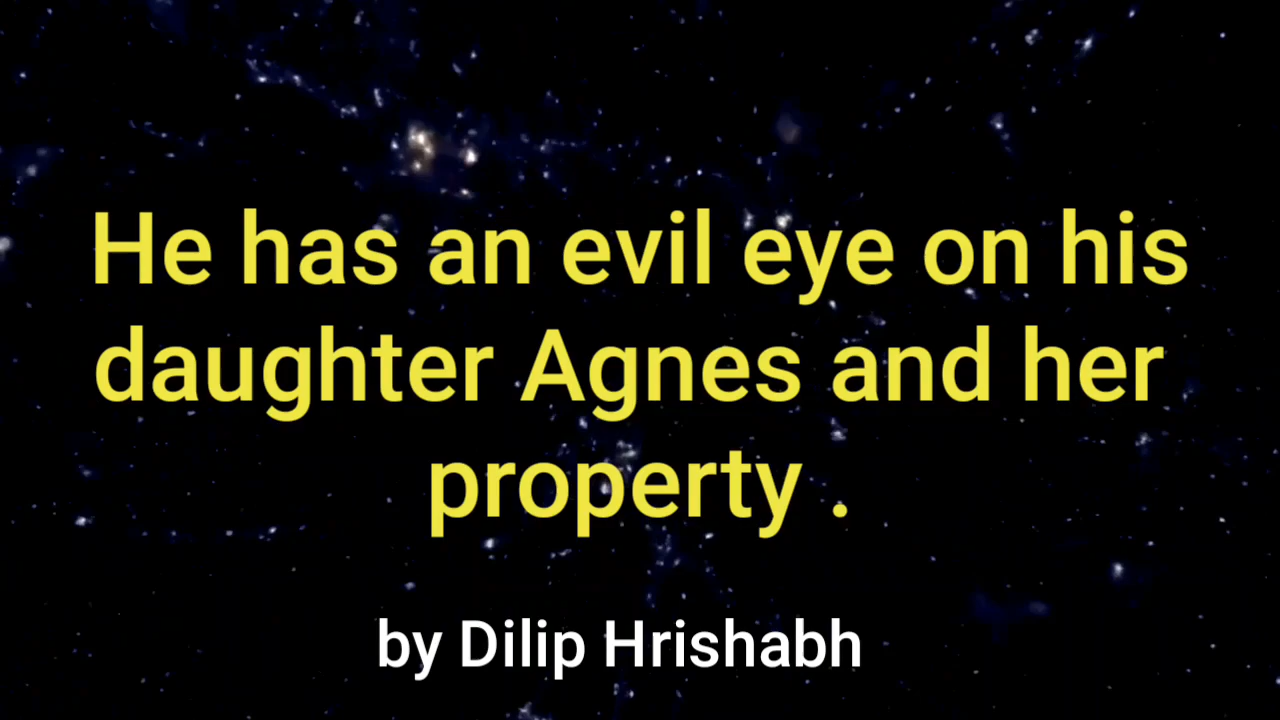 He has an evil eye on his
daughter Agnes and her
property .
by Dilip Hrishabh